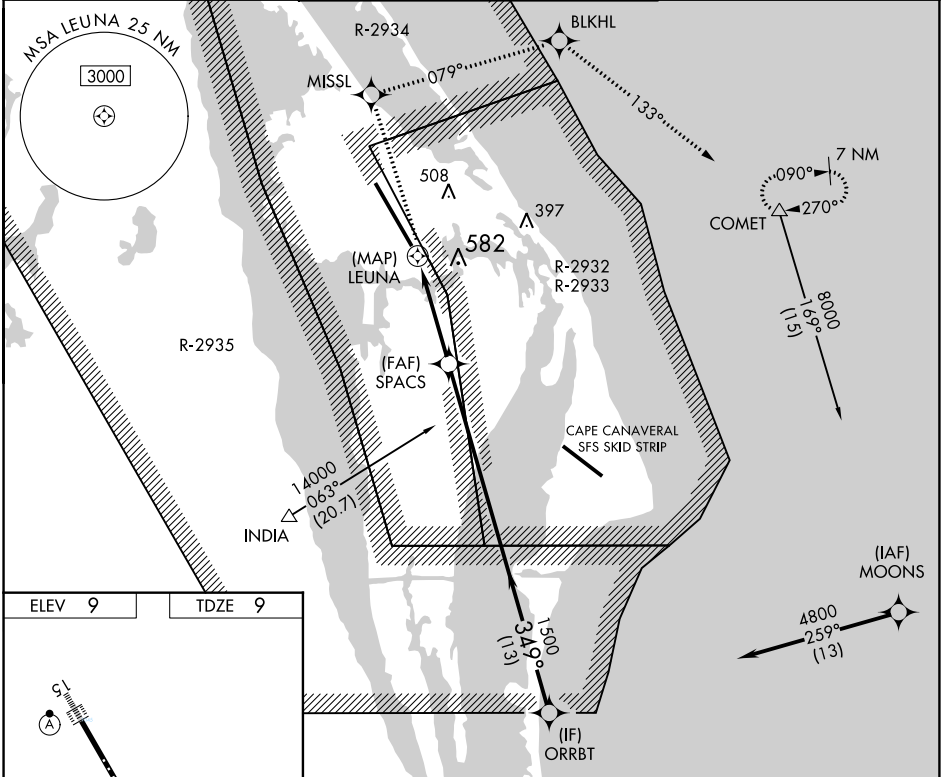 MSA LEUNA 25 NM
3000
R-2934
BLKHL
MISSL
079°
133°
7 NM
090°
270°
COMET
508
397
582
(MAP)
LEUNA
R-2932
R-2933
8000
169°
(15)
R-2935
(FAF)
SPACS
CAPE CANAVERAL
SFS SKID STRIP
14000
063°
(20.7)
INDIA
(IAF)
MOONS
4800
259°
(13)
1500
349°
(13)
(IF)
ORRBT
ELEV 9
TDZE 9
15
A